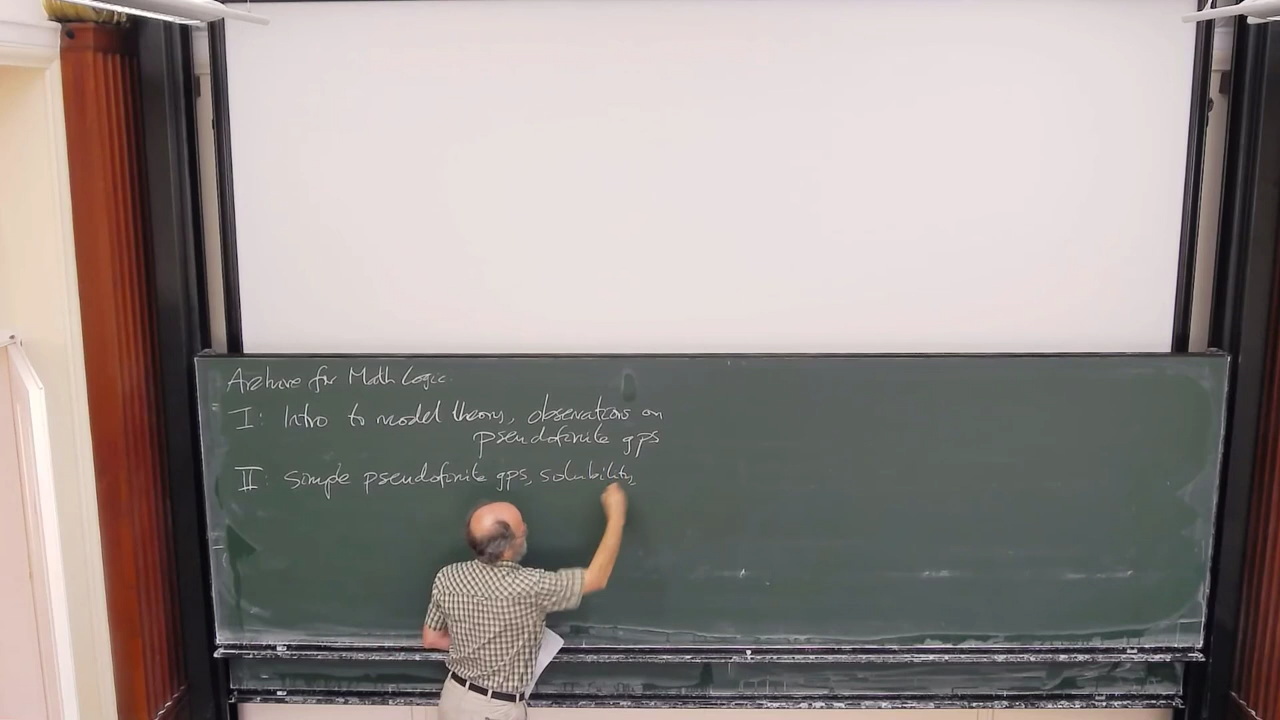 Archive for Math Logic.
I: Intro to model theory, observations on
pseudofinite gps
II: simple pseudofinite gps, solubility,